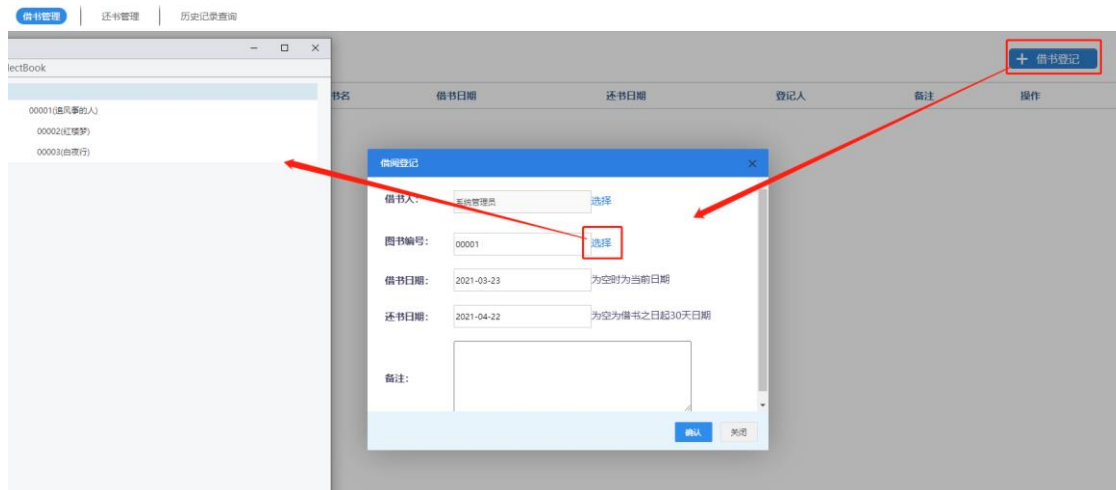 借书管理 还书管理 历史记录查询
lectBook
+ 借书登记
书名 借书日期 还书日期 登记人 备注 操作
00001(追风筝的人)
00002(红楼梦)
00003(白夜行)
借阅登记
借书人： 系统管理员 选择
图书编号： 00001 选择
借书日期： 2021-03-23 为空时为当前日期
还书日期： 2021-04-22 为空为借书之日起30天日期
备注：
确认 关闭